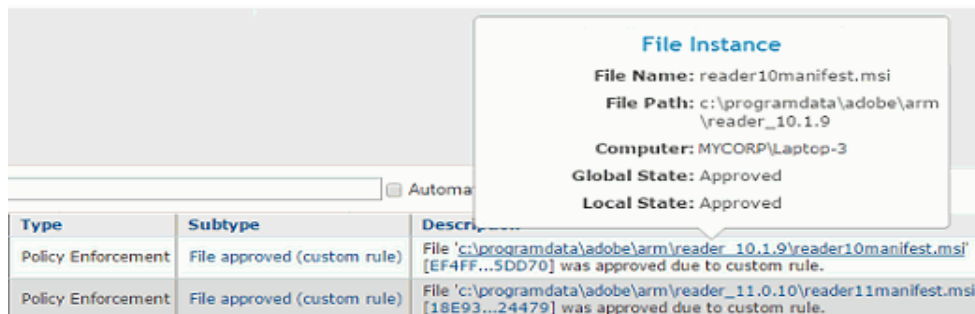 File Instance
File Name: reader10manifest.msi
File Path: c:\programdata\adobe\arm
\reader_10.1.9
Computer: MYCORP\Laptop-3
Global State: Approved
Local State: Approved
Automa
Type Subtype Description
Policy Enforcement File approved (custom rule) File 'c:\programdata\adobe\arm\reader_10.1.9\reader10manifest.msi'
[EF4FF...5DD70] was approved due to custom rule.
Policy Enforcement File approved (custom rule) File 'c:\programdata\adobe\arm\reader_11.0.10\reader11manifest.msi
[18E93...24479] was approved due to custom rule.